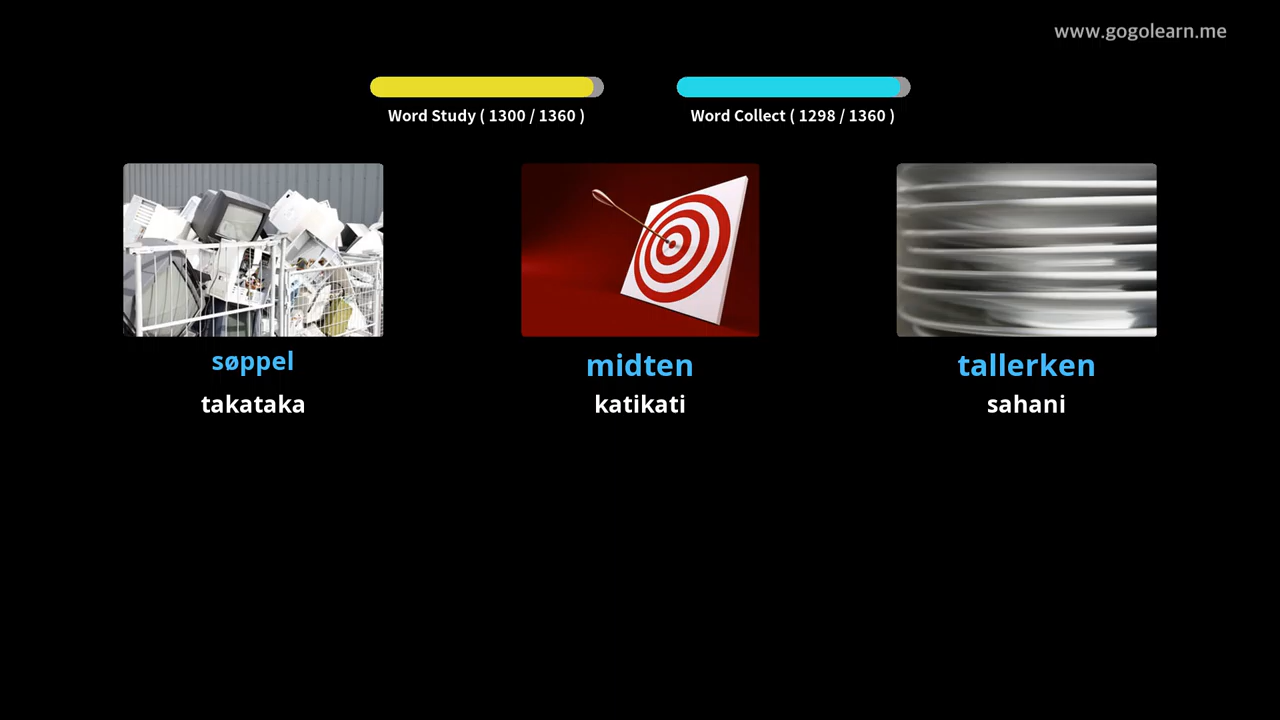 www.gogolearn.me
Word Study ( 1300 / 1360 )
Word Collect ( 1298 / 1360 )
søppel
midten
tallerken
takataka
katikati
sahani